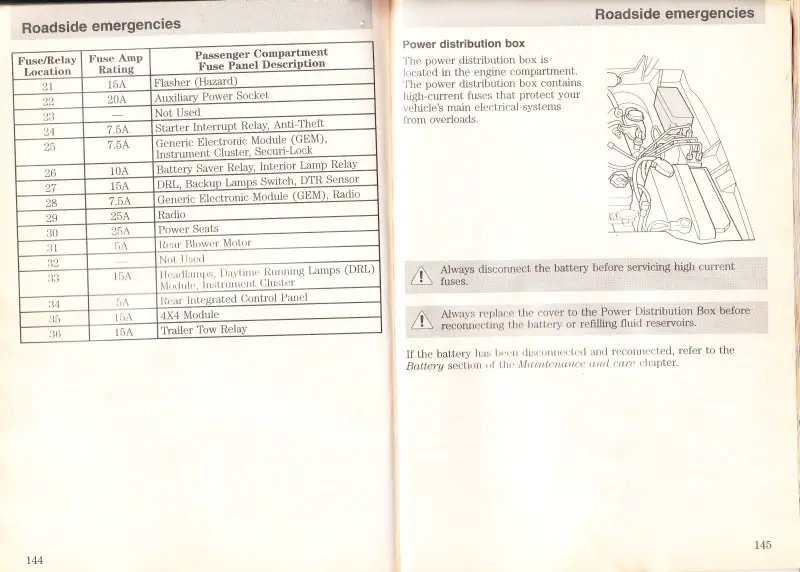 Roadside emergencies
Fuse/Relay Location Fuse Amp Rating Passenger Compartment Fuse Panel Description
21 15A Flasher (Hazard)
22 20A Auxiliary Power Socket
23 — Not Used
24 7.5A Starter Interrupt Relay, Anti-Theft
25 7.5A Generic Electronic Module (GEM),
Instrument Cluster, Securi-Lock
26 10A Battery Saver Relay, Interior Lamp Relay
27 15A DRL, Backup Lamps Switch, DTR Sensor
28 7.5A Generic Electronic Module (GEM), Radio
29 25A Radio
30 25A Power Seats
31 5A Rear Blower Motor
32 — Not Used
33 15A Headlamps, Daytime Running Lamps (DRL)
Module, Instrument Cluster
34 5A Rear Integrated Control Panel
35 15A 4X4 Module
36 15A Trailer Tow Relay
144
Roadside emergencies
Power distribution box
The power distribution box is
located in the engine compartment.
The power distribution box contains
high-current fuses that protect your
vehicle's main electrical systems
from overloads.
Always disconnect the battery before servicing high current
fuses.
Always replace the cover to the Power Distribution Box before
reconnecting the battery or refilling fluid reservoirs.
If the battery has been disconnected and reconnected, refer to the
Battery section of the Maintenance and care chapter.
145